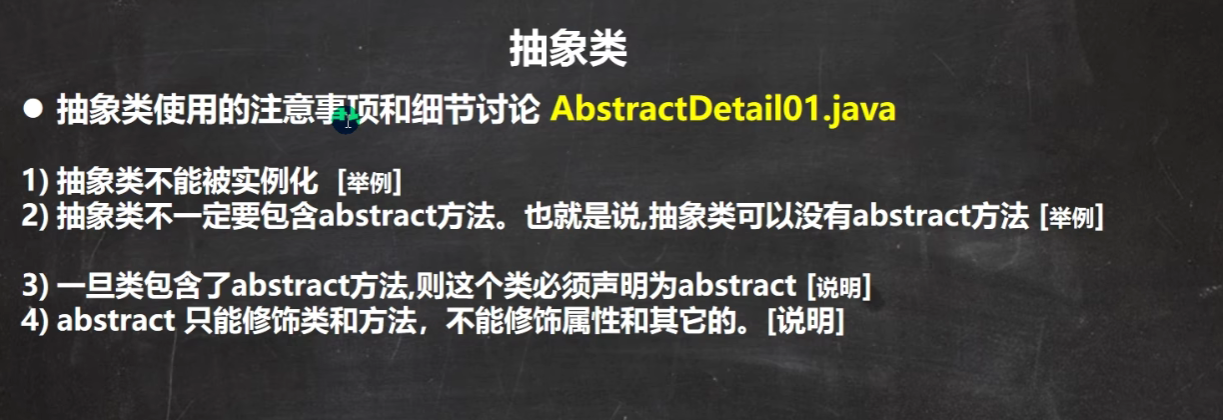 抽象类
● 抽象类使用的注意事项和细节讨论 AbstractDetail01.java
1) 抽象类不能被实例化 [举例]
2) 抽象类不一定要包含abstract方法。也就是说,抽象类可以没有abstract方法 [举例]
3) 一旦类包含了abstract方法,则这个类必须声明为abstract [说明]
4) abstract 只能修饰类和方法，不能修饰属性和其它的。[说明]